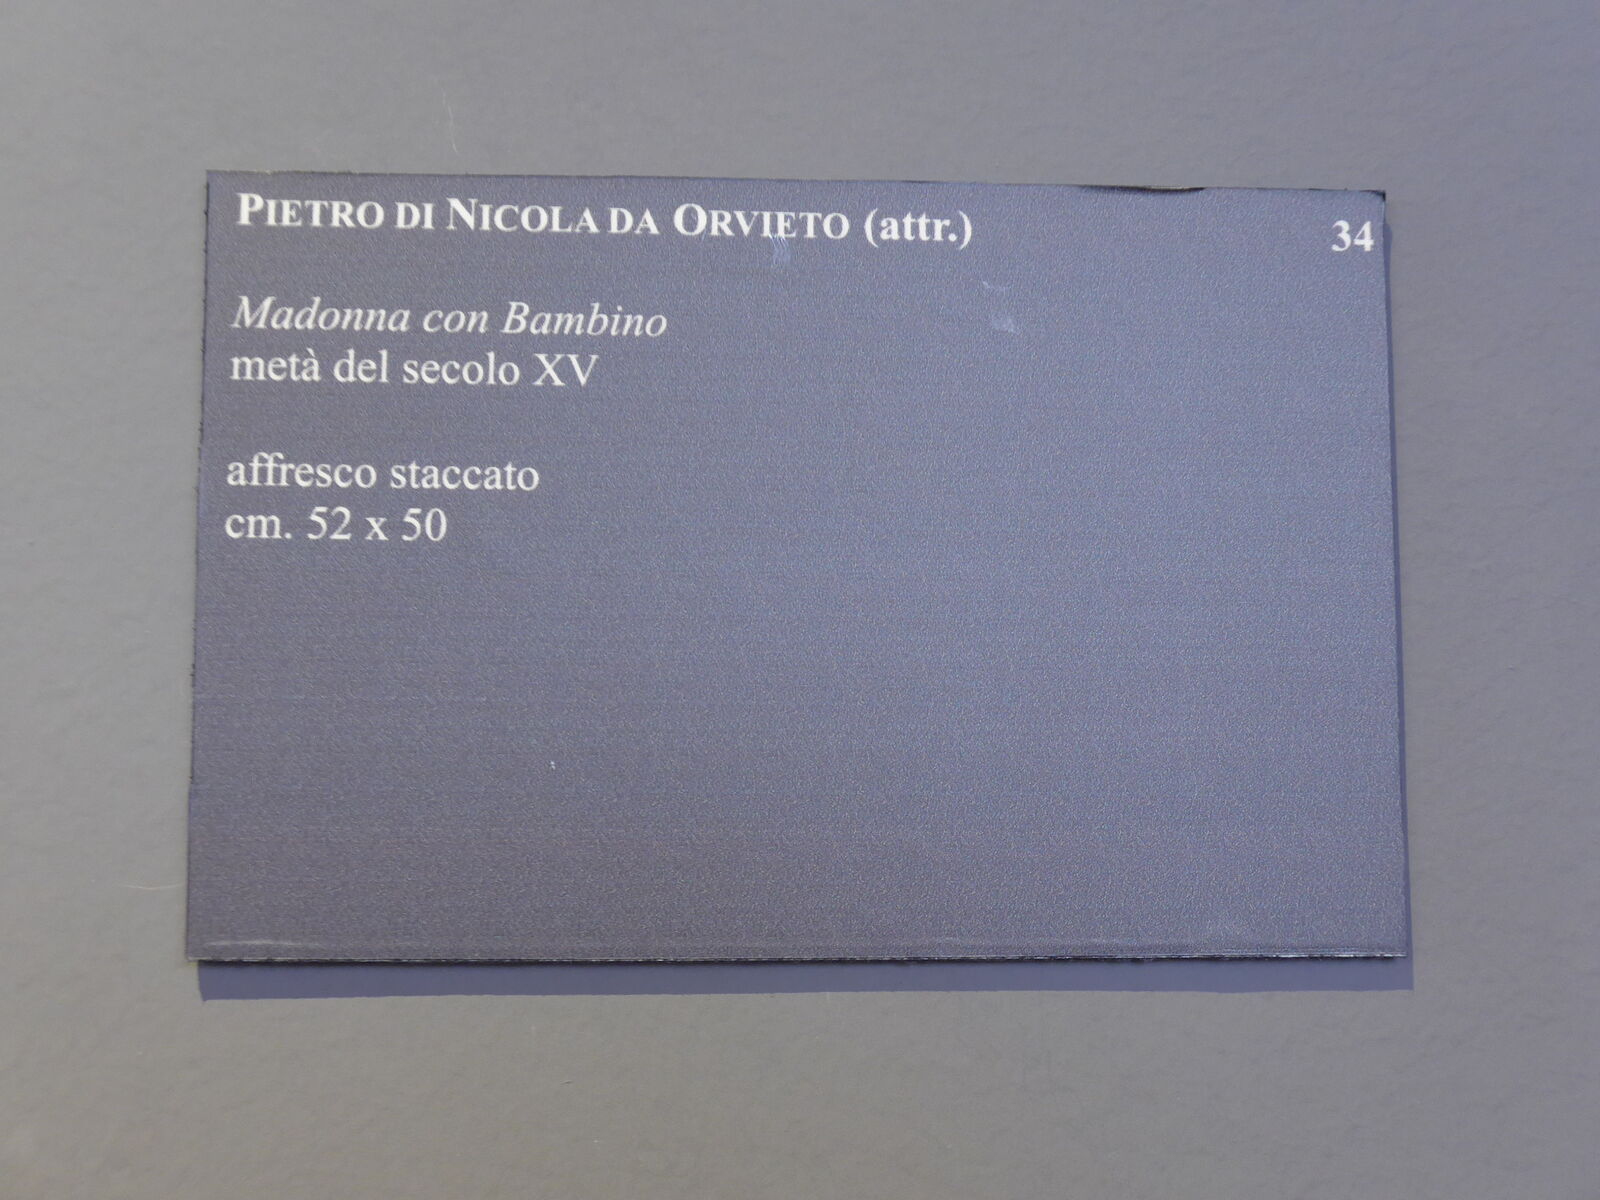 PIETRO DI NICOLA DA ORVIETO (attr.) 34
Madonna con Bambino
metà del secolo XV
affresco staccato
cm. 52 x 50